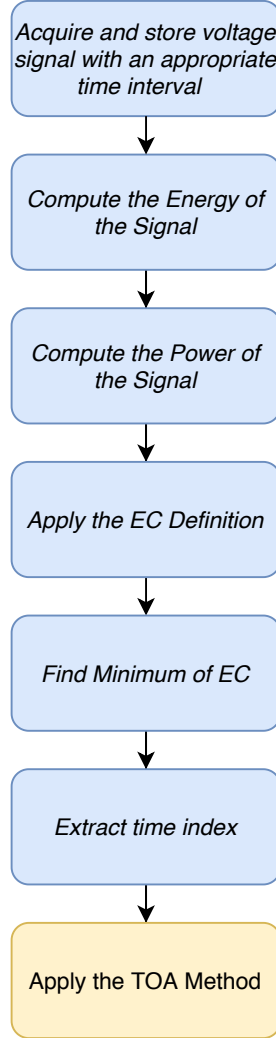 Acquire and store voltage
signal with an appropriate
time interval
Compute the Energy of
the Signal
Compute the Power of
the Signal
Apply the EC Definition
Find Minimum of EC
Extract time index
Apply the TOA Method